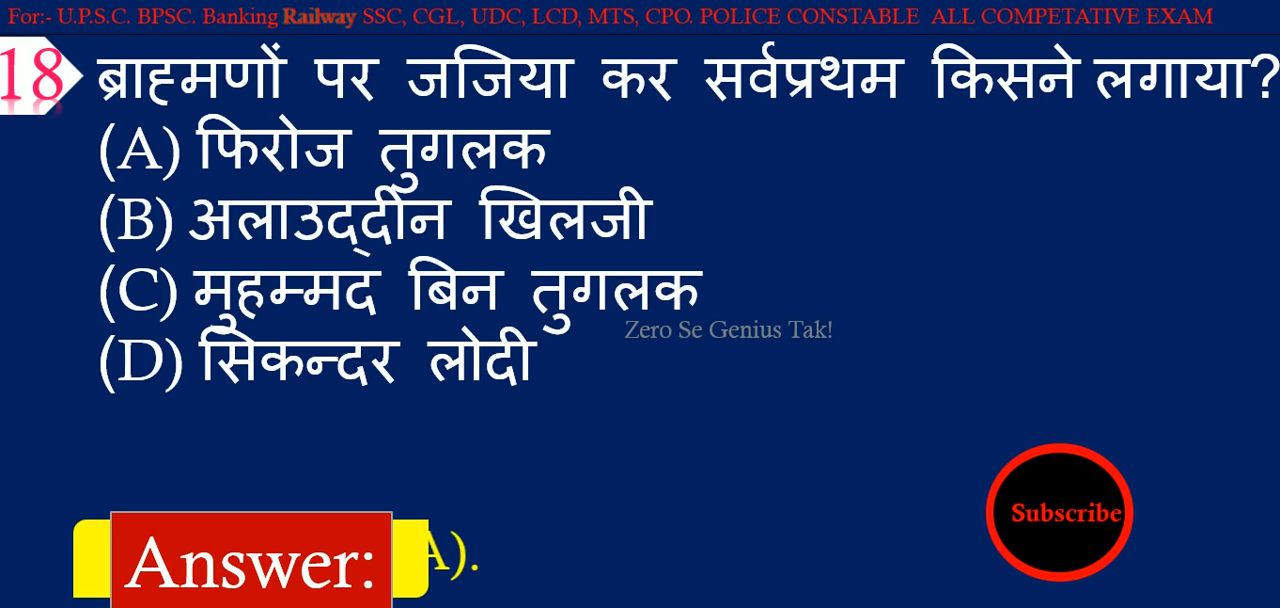 For:- U.P.S.C. BPSC. Banking Railway SSC, CGL, UDC, LCD, MTS, CPO. POLICE CONSTABLE ALL COMPETATIVE EXAM
18 ब्राह्मणों पर जजिया कर सर्वप्रथम किसने लगाया?
(A) फिरोज तुगलक
(B) अलाउद्दीन खिलजी
(C) मुहम्मद बिन तुगलक
Zero Se Genius Tak!
(D) सिकन्दर लोदी
Subscribe
Answer: A).